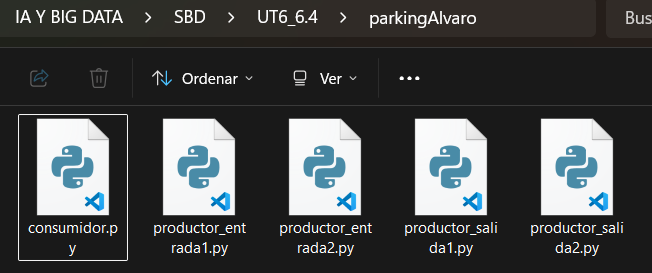 IA Y BIG DATA > SBD > UT6_6.4 > parkingAlvaro
Bus
Ordenar
Ver
consumidor.p
y
productor_ent
rada1.py
productor_ent
rada2.py
productor_sali
da1.py
productor_sali
da2.py